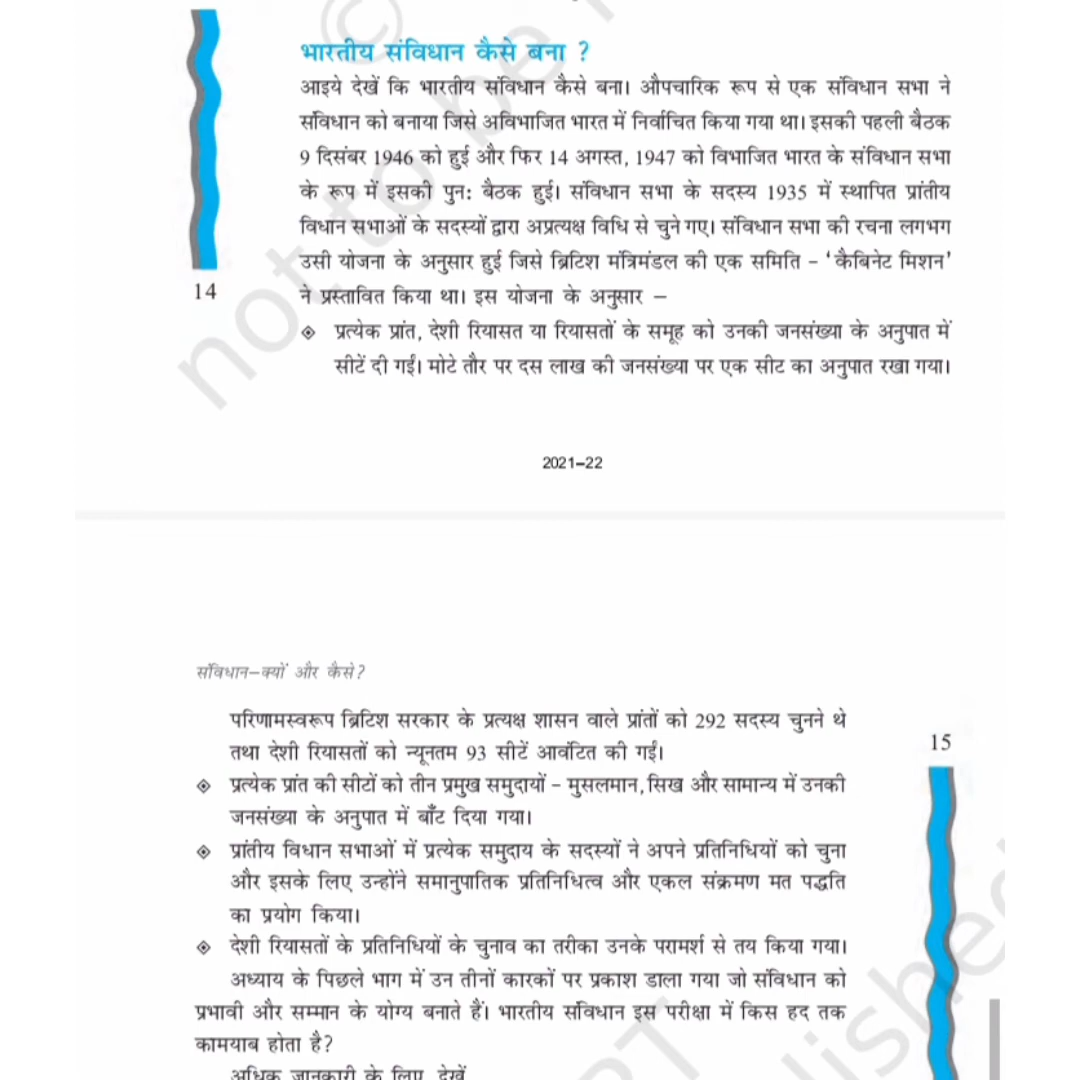 भारतीय संविधान कैसे बना ?
आइये देखें कि भारतीय संविधान कैसे बना। औपचारिक रूप से एक संविधान सभा ने
संविधान को बनाया जिसे अविभाजित भारत में निर्वाचित किया गया था। इसकी पहली बैठक
9 दिसंबर 1946 को हुई और फिर 14 अगस्त, 1947 को विभाजित भारत के संविधान सभा
के रूप में इसकी पुन: बैठक हुई। संविधान सभा के सदस्य 1935 में स्थापित प्रांतीय
विधान सभाओं के सदस्यों द्वारा अप्रत्यक्ष विधि से चुने गए। संविधान सभा की रचना लगभग
उसी योजना के अनुसार हुई जिसे ब्रिटिश मंत्रिमंडल की एक समिति – ‘कैबिनेट मिशन’
14
ने प्रस्तावित किया था। इस योजना के अनुसार –
प्रत्येक प्रांत, देशी रियासत या रियासतों के समूह को उनकी जनसंख्या के अनुपात में
सीटें दी गईं। मोटे तौर पर दस लाख की जनसंख्या पर एक सीट का अनुपात रखा गया।
2021–22
संविधान–क्यों और कैसे?
परिणामस्वरूप ब्रिटिश सरकार के प्रत्यक्ष शासन वाले प्रांतों को 292 सदस्य चुनने थे
15
तथा देशी रियासतों को न्यूनतम 93 सीटें आवंटित की गईं।
प्रत्येक प्रांत की सीटों को तीन प्रमुख समुदायों – मुसलमान, सिख और सामान्य में उनकी
जनसंख्या के अनुपात में बाँट दिया गया।
प्रांतीय विधान सभाओं में प्रत्येक समुदाय के सदस्यों ने अपने प्रतिनिधियों को चुना
और इसके लिए उन्होंने समानुपातिक प्रतिनिधित्व और एकल संक्रमण मत पद्धति
का प्रयोग किया।
देशी रियासतों के प्रतिनिधियों के चुनाव का तरीका उनके परामर्श से तय किया गया।
अध्याय के पिछले भाग में उन तीनों कारकों पर प्रकाश डाला गया जो संविधान को
प्रभावी और सम्मान के योग्य बनाते हैं। भारतीय संविधान इस परीक्षा में किस हद तक
कामयाब होता है?
अधिक जानकारी के लिए देखें
not to be